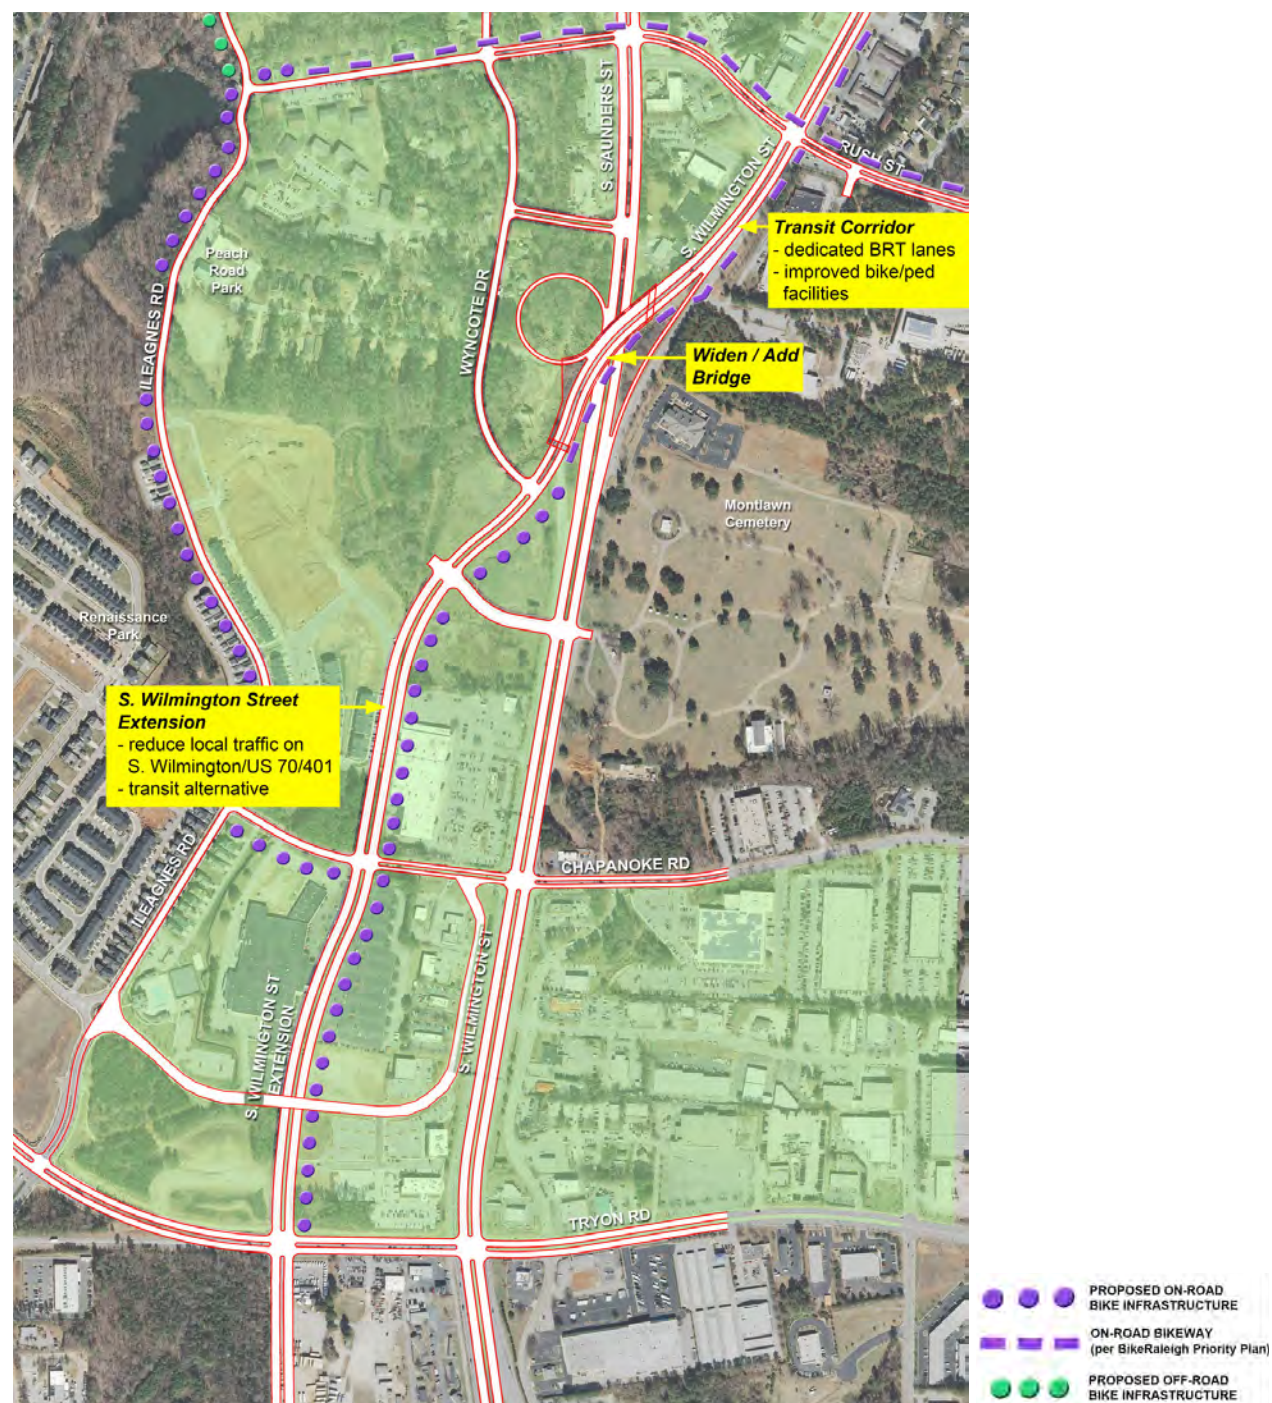 S. SAUNDERS ST
RUSH ST
S. WILMINGTON ST
Transit Corridor
- dedicated BRT lanes
- improved bike/ped
facilities
Peach
Road
Park
ILEAGNES RD
WYNCOTE DR
Widen / Add
Bridge
Montlawn
Cemetery
Renaissance
Park
S. Wilmington Street
Extension
- reduce local traffic on
S. Wilmington/US 70/401
- transit alternative
CHAPANOKE RD
ILEAGNES RD
S. WILMINGTON ST
EXTENSION
S. WILMINGTON ST
TRYON RD
PROPOSED ON-ROAD
BIKE INFRASTRUCTURE
ON-ROAD BIKEWAY
(per BikeRaleigh Priority Plan)
PROPOSED OFF-ROAD
BIKE INFRASTRUCTURE